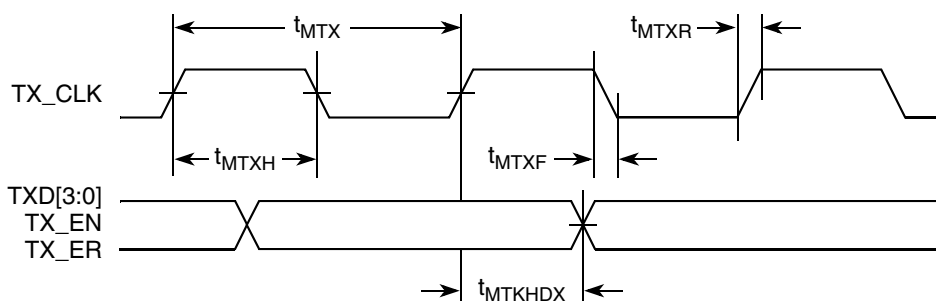 tMTX
tMTXR
TX_CLK
tMTXH
tMTXF
TXD[3:0]
TX_EN
TX_ER
tMTKHDX